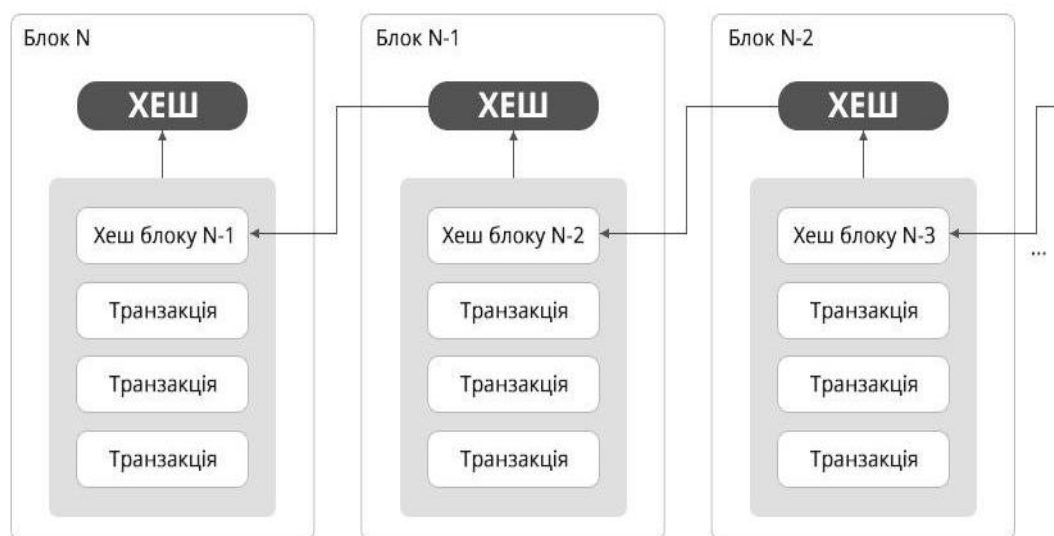 Блок N
ХЕШ
Хеш блоку N-1
Транзакція
Транзакція
Транзакція
Блок N-1
ХЕШ
Хеш блоку N-2
Транзакція
Транзакція
Транзакція
Блок N-2
ХЕШ
Хеш блоку N-3
Транзакція
Транзакція
Транзакція
...